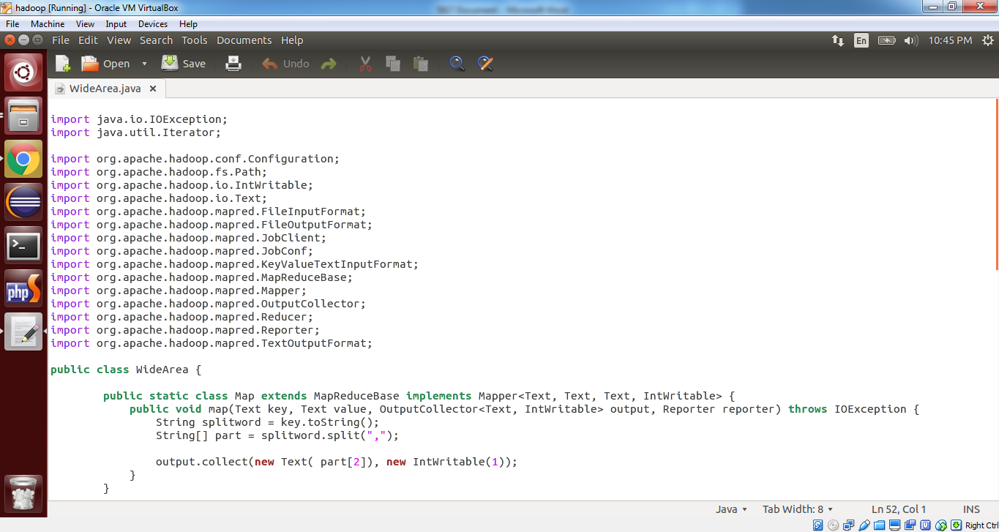 hadoop [Running] - Oracle VM VirtualBox
File Machine View Input Devices Help
File Edit View Search Tools Documents Help
En 10:45 PM
Open Save Undo
WideArea.java ×
import java.io.IOException;
import java.util.Iterator;
import org.apache.hadoop.conf.Configuration;
import org.apache.hadoop.fs.Path;
import org.apache.hadoop.io.IntWritable;
import org.apache.hadoop.io.Text;
import org.apache.hadoop.mapred.FileInputFormat;
import org.apache.hadoop.mapred.FileOutputFormat;
import org.apache.hadoop.mapred.JobClient;
import org.apache.hadoop.mapred.JobConf;
import org.apache.hadoop.mapred.KeyValueTextInputFormat;
import org.apache.hadoop.mapred.MapReduceBase;
import org.apache.hadoop.mapred.Mapper;
import org.apache.hadoop.mapred.OutputCollector;
import org.apache.hadoop.mapred.Reducer;
import org.apache.hadoop.mapred.Reporter;
import org.apache.hadoop.mapred.TextOutputFormat;
public class WideArea {
public static class Map extends MapReduceBase implements Mapper<Text, Text, Text, IntWritable> {
public void map(Text key, Text value, OutputCollector<Text, IntWritable> output, Reporter reporter) throws IOException {
String splitword = key.toString();
String[] part = splitword.split(",");
output.collect(new Text( part[2]), new IntWritable(1));
}
}
php S
Java Tab Width: 8 Ln 52, Col 1 INS
Right Ctrl